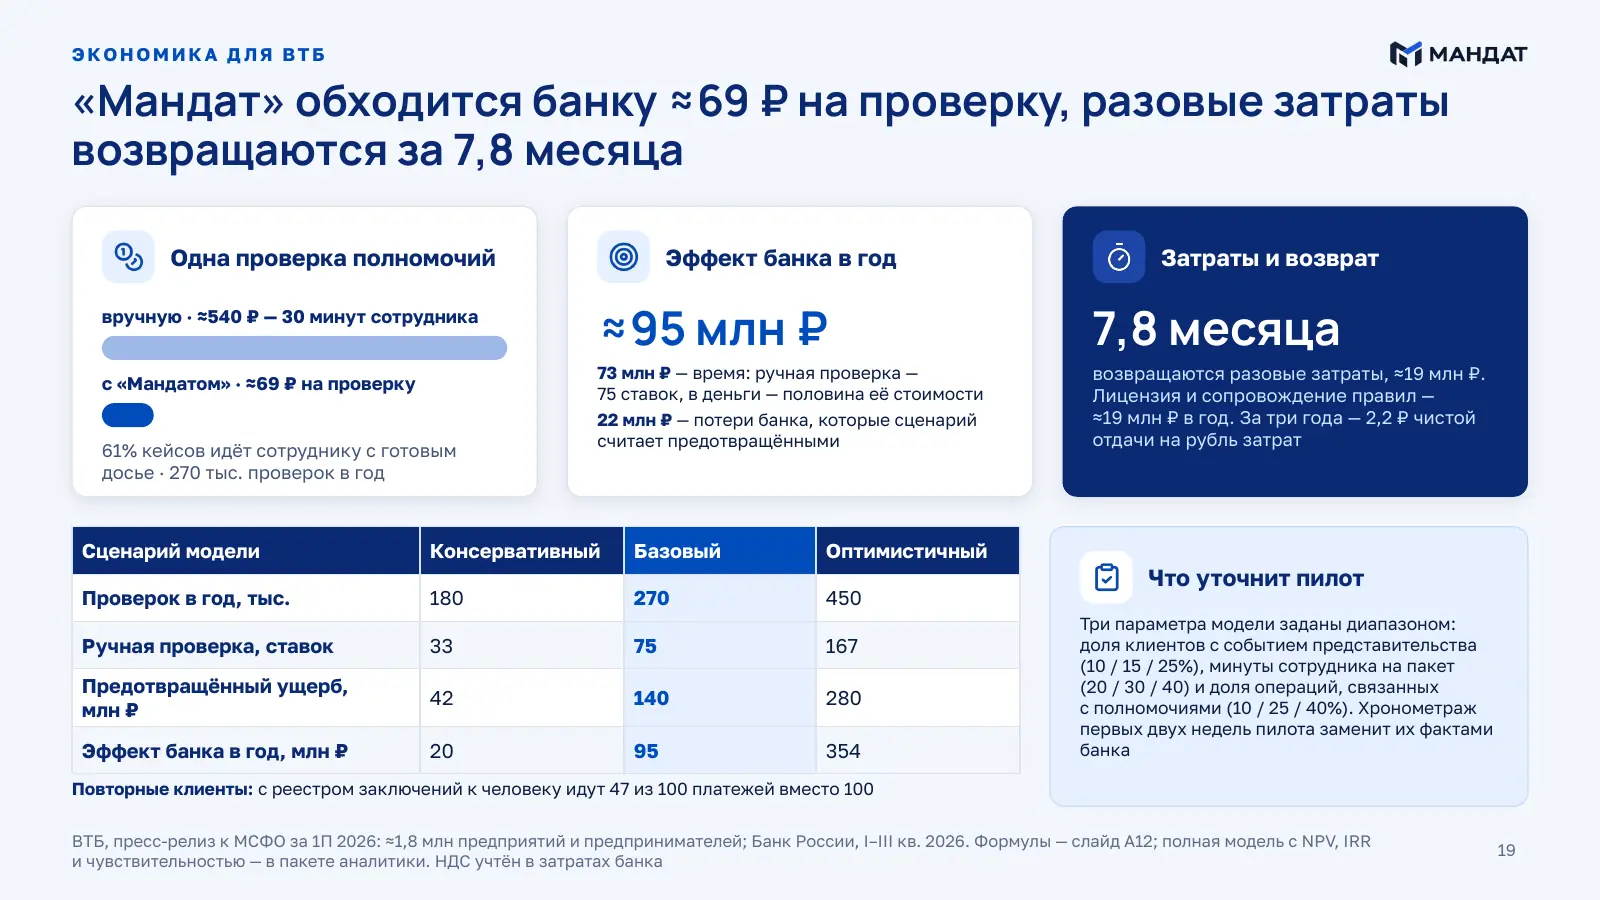 ЭКОНОМИКА ДЛЯ ВТБ
МАНДАТ
«Мандат» обходится банку ≈69 ₽ на проверку, разовые затраты
возвращаются за 7,8 месяца
Одна проверка полномочий
вручную · ≈540 ₽ — 30 минут сотрудника
с «Мандатом» · ≈69 ₽ на проверку
61% кейсов идёт сотруднику с готовым
досье · 270 тыс. проверок в год
Эффект банка в год
≈95 млн ₽
73 млн ₽ — время: ручная проверка —
75 ставок, в деньги — половина её стоимости
22 млн ₽ — потери банка, которые сценарий
считает предотвращёнными
Затраты и возврат
7,8 месяца
возвращаются разовые затраты, ≈19 млн ₽.
Лицензия и сопровождение правил —
≈19 млн ₽ в год. За три года — 2,2 ₽ чистой
отдачи на рубль затрат
Сценарий модели Консервативный Базовый Оптимистичный
Проверок в год, тыс. 180 270 450
Ручная проверка, ставок 33 75 167
Предотвращённый ущерб,
млн ₽ 42 140 280
Эффект банка в год, млн ₽ 20 95 354
Повторные клиенты: с реестром заключений к человеку идут 47 из 100 платежей вместо 100
Что уточнит пилот
Три параметра модели заданы диапазоном:
доля клиентов с событием представительства
(10 / 15 / 25%), минуты сотрудника на пакет
(20 / 30 / 40) и доля операций, связанных
с полномочиями (10 / 25 / 40%). Хронометраж
первых двух недель пилота заменит их фактами
банка
ВТБ, пресс-релиз к МСФО за 1П 2026: ≈1,8 млн предприятий и предпринимателей; Банк России, I–III кв. 2026. Формулы — слайд А12; полная модель с NPV, IRR
и чувствительностью — в пакете аналитики. НДС учтён в затратах банка
19